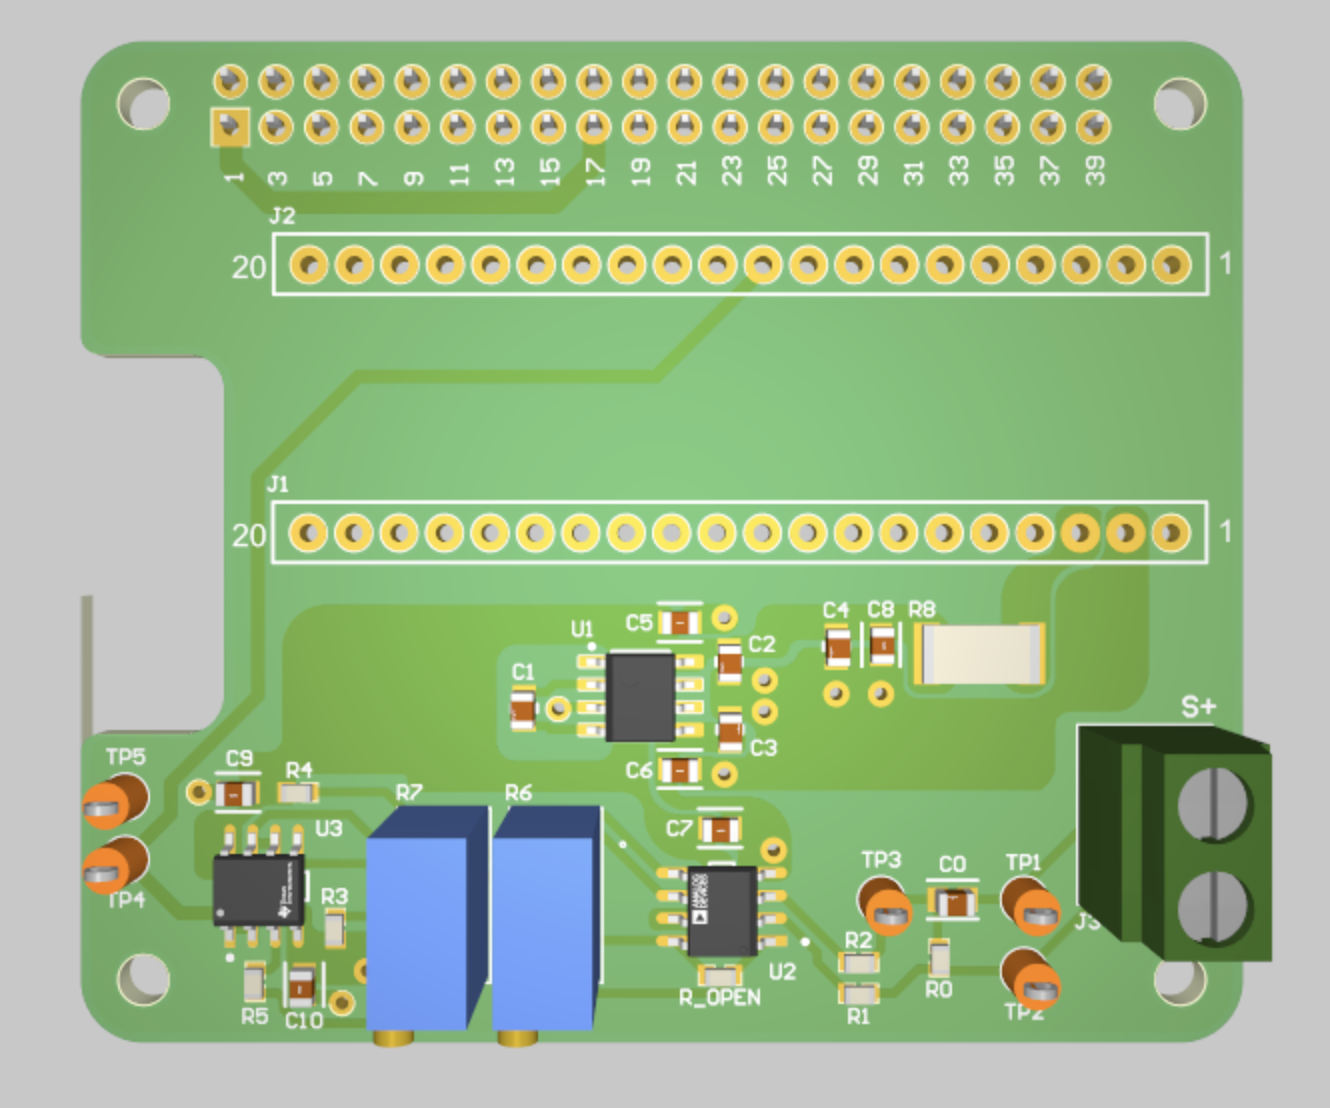 1 3 5 7 9 11 13 15 17 19 21 23 25 27 29 31 33 35 37 39
J2
20 1
J1
20 1
C5 C4 C8 R8
U1 C2
C1
S+
C3
TP5 C9 R4 C6
R7 R6
U3 C7
TP3 C0 TP1
ANALOG
DEVICES
TP4 R3
J3
R2
U2
R0
R_OPEN
R5 C10 R1 TP2